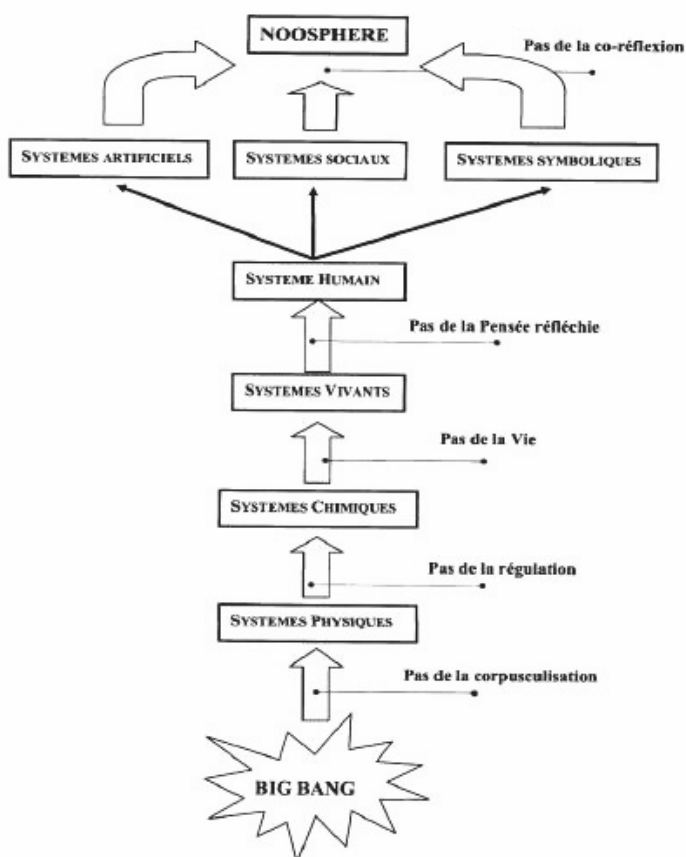 NOOSPHERE
Pas de la co-réflexion
SYSTEMES ARTIFICIELS
SYSTEMES SOCIAUX
SYSTEMES SYMBOLIQUES
SYSTEME HUMAIN
Pas de la Pensée réfléchie
SYSTEMES VIVANTS
Pas de la Vie
SYSTEMES CHIMIQUES
Pas de la régulation
SYSTEMES PHYSIQUES
Pas de la corpusculisation
BIG BANG